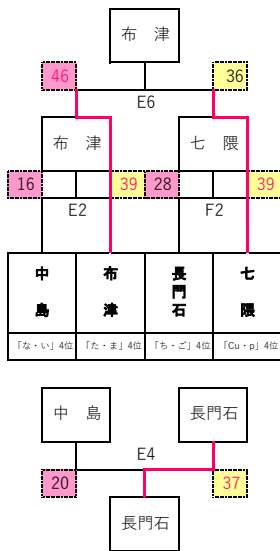 布 津
46 36
E6
布 津 七 隈
16 39 28 39
E2 F2
中島 布津 長門石 七隈
「な・い」4位 「た・ま」4位 「ち・ご」4位 「Cu・p」4位
中 島 長門石
E4
20 37
長門石